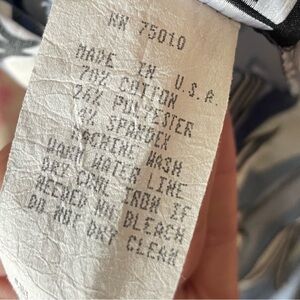 RN 75010
MADE IN U.S.A.
70% COTTON
26% POLYESTER
4% SPANDEX
MACHINE WASH
WARM WATER LINE
DRY COOL IRON IF
NEEDED NO BLEACH
DO NOT DRY CLEAN